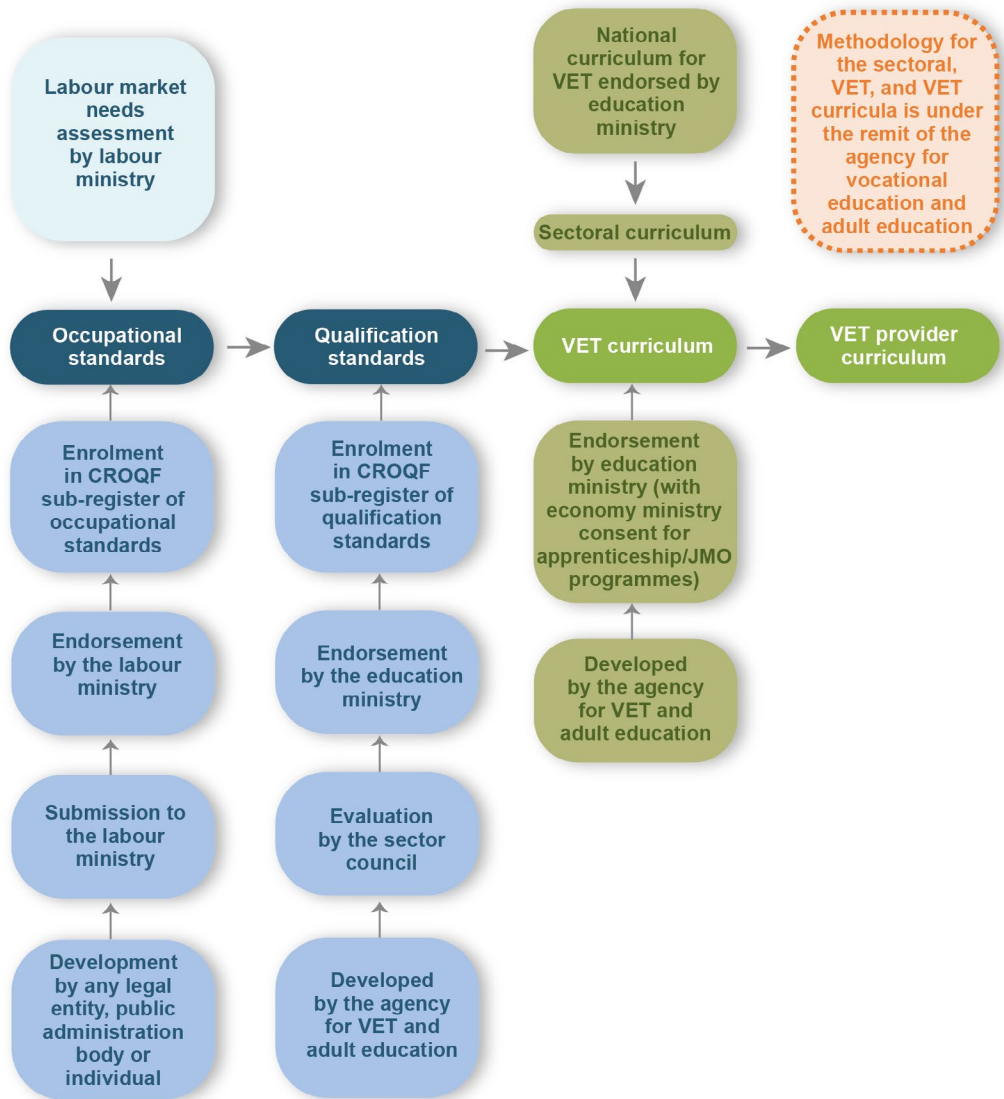 Labour market
needs
assessment
by labour
ministry
National
curriculum for
VET endorsed by
education
ministry
Methodology for
the sectoral,
VET, and VET
curricula is under
the remit of the
agency for
vocational
education and
adult education
Sectoral curriculum
Occupational
standards
Qualification
standards
VET curriculum
VET provider
curriculum
Enrolment
in CROQF
sub-register of
occupational
standards
Enrolment
in CROQF
sub-register of
qualification
standards
Endorsement
by education
ministry (with
economy ministry
consent for
apprenticeship/JMO
programmes)
Endorsement
by the labour
ministry
Endorsement
by the education
ministry
Developed
by the agency
for VET and
adult education
Submission to
the labour
ministry
Evaluation
by the sector
council
Development
by any legal
entity, public
administration
body or
individual
Developed
by the agency
for VET and
adult education